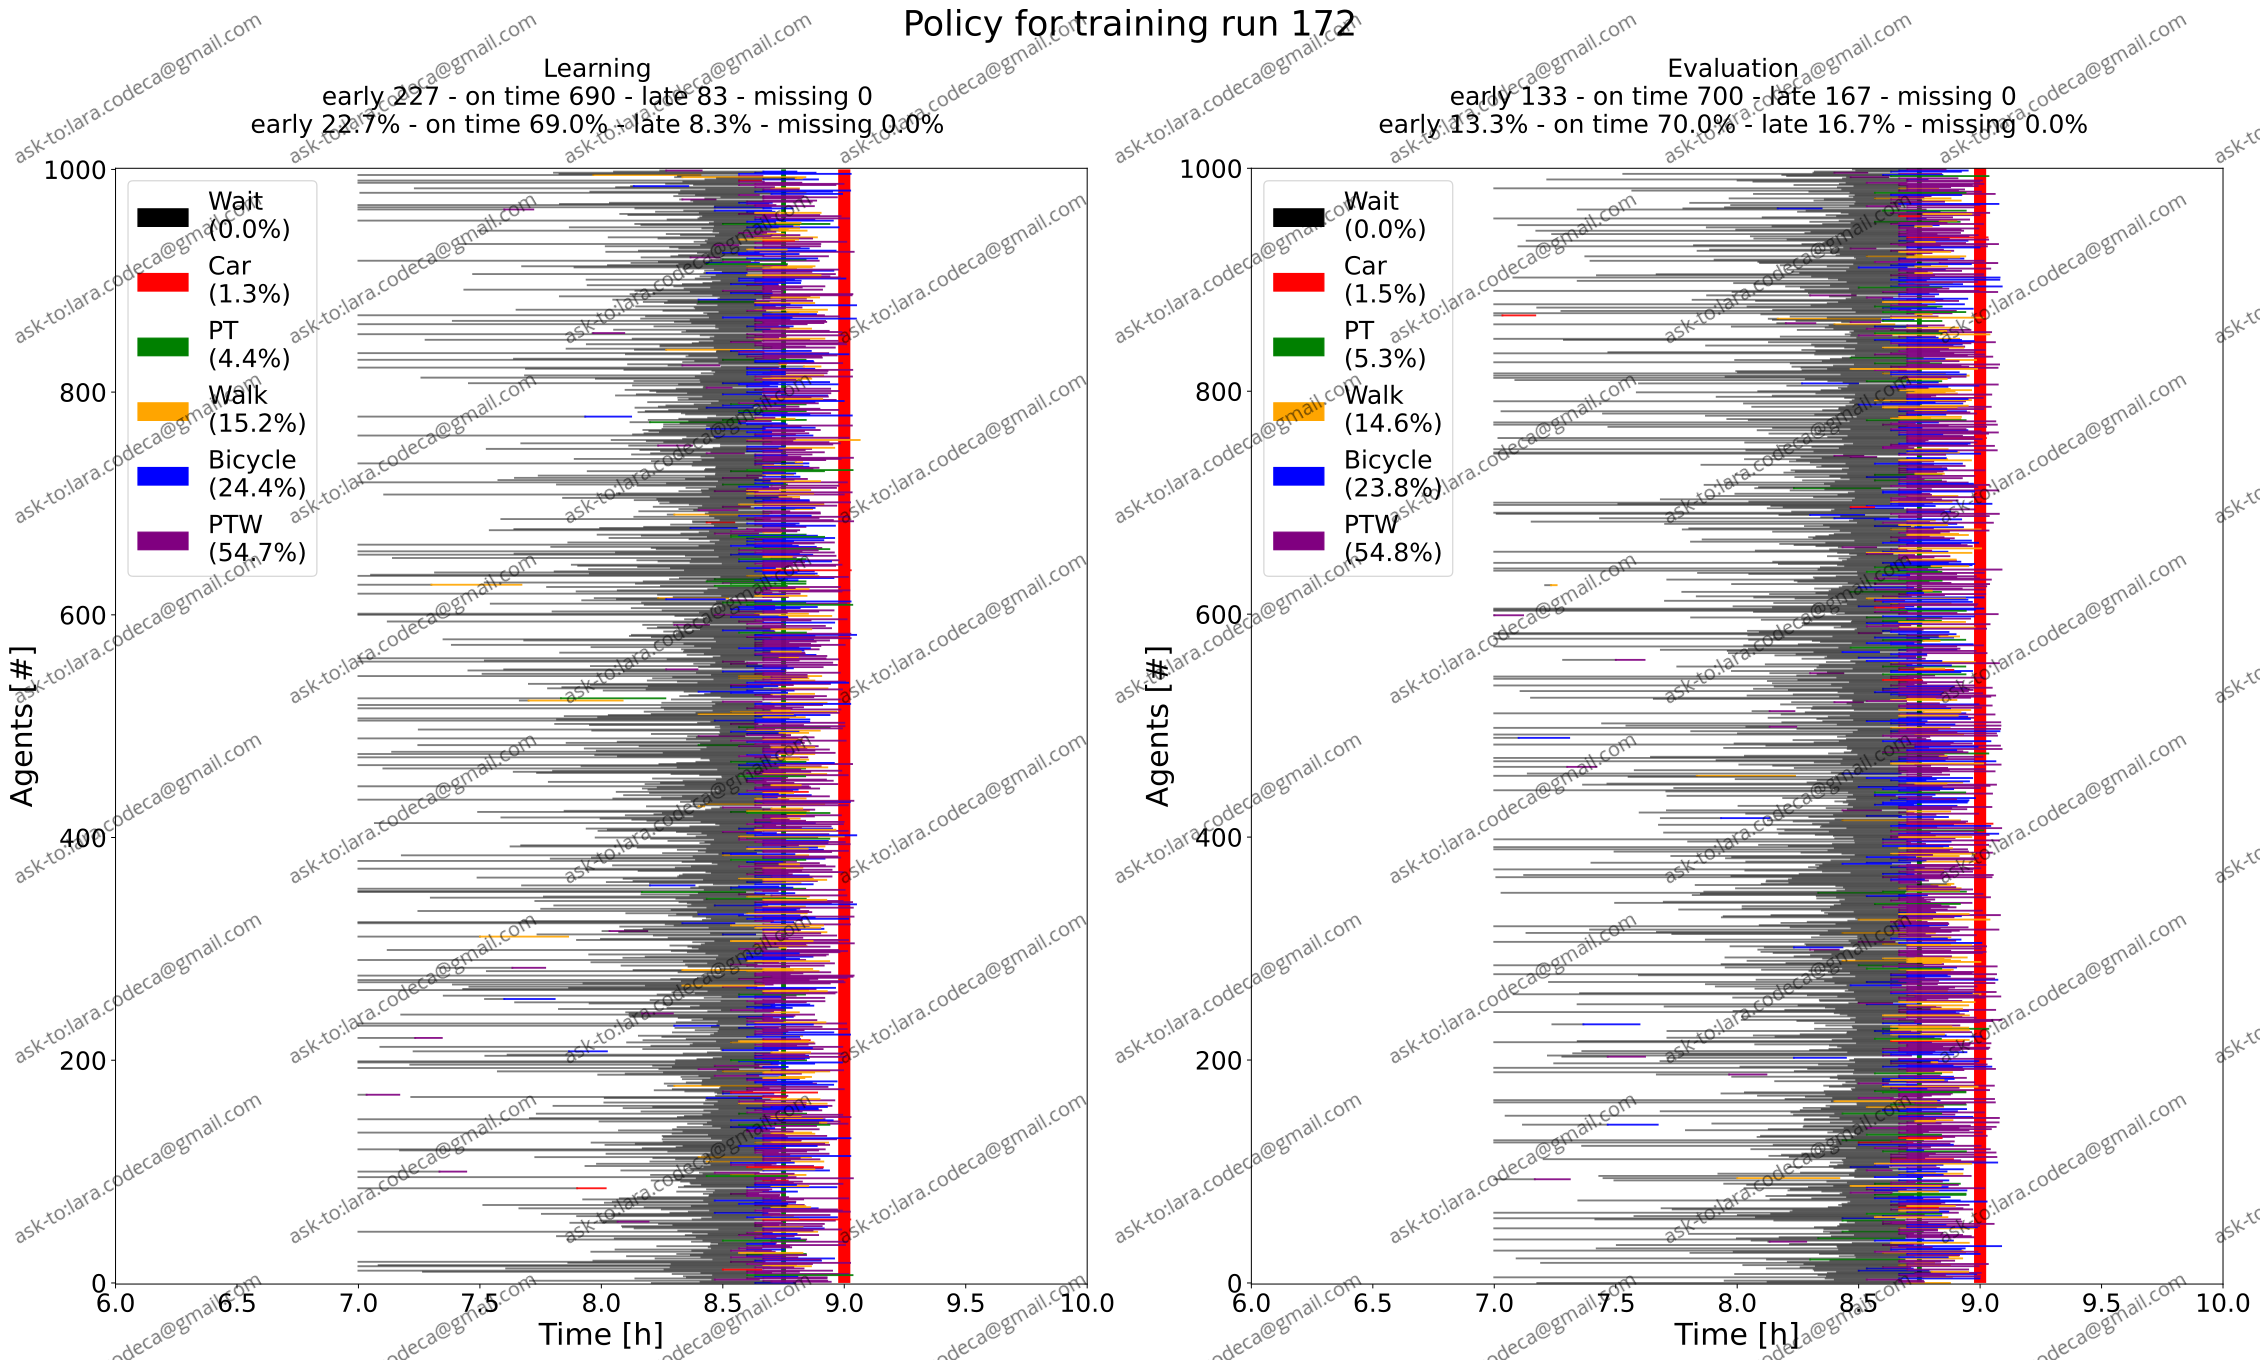 Policy for training run 172
Learning
early 227 - on time 690 - late 83 - missing 0
early 22.7% - on time 69.0% - late 8.3% - missing 0.0%
1000
800
600
400
200
0
Agents [#]
Wait
(0.0%)
Car
(1.3%)
PT
(4.4%)
Walk
(15.2%)
Bicycle
(24.4%)
PTW
(54.7%)
6.0 6.5 7.0 7.5 8.0 8.5 9.0 9.5 10.0
Time [h]
Evaluation
early 133 - on time 700 - late 167 - missing 0
early 13.3% - on time 70.0% - late 16.7% - missing 0.0%
1000
800
600
400
200
0
Agents [#]
Wait
(0.0%)
Car
(1.5%)
PT
(5.3%)
Walk
(14.6%)
Bicycle
(23.8%)
PTW
(54.8%)
6.0 6.5 7.0 7.5 8.0 8.5 9.0 9.5 10.0
Time [h]
ask-to:lara.codeca@gmail.com